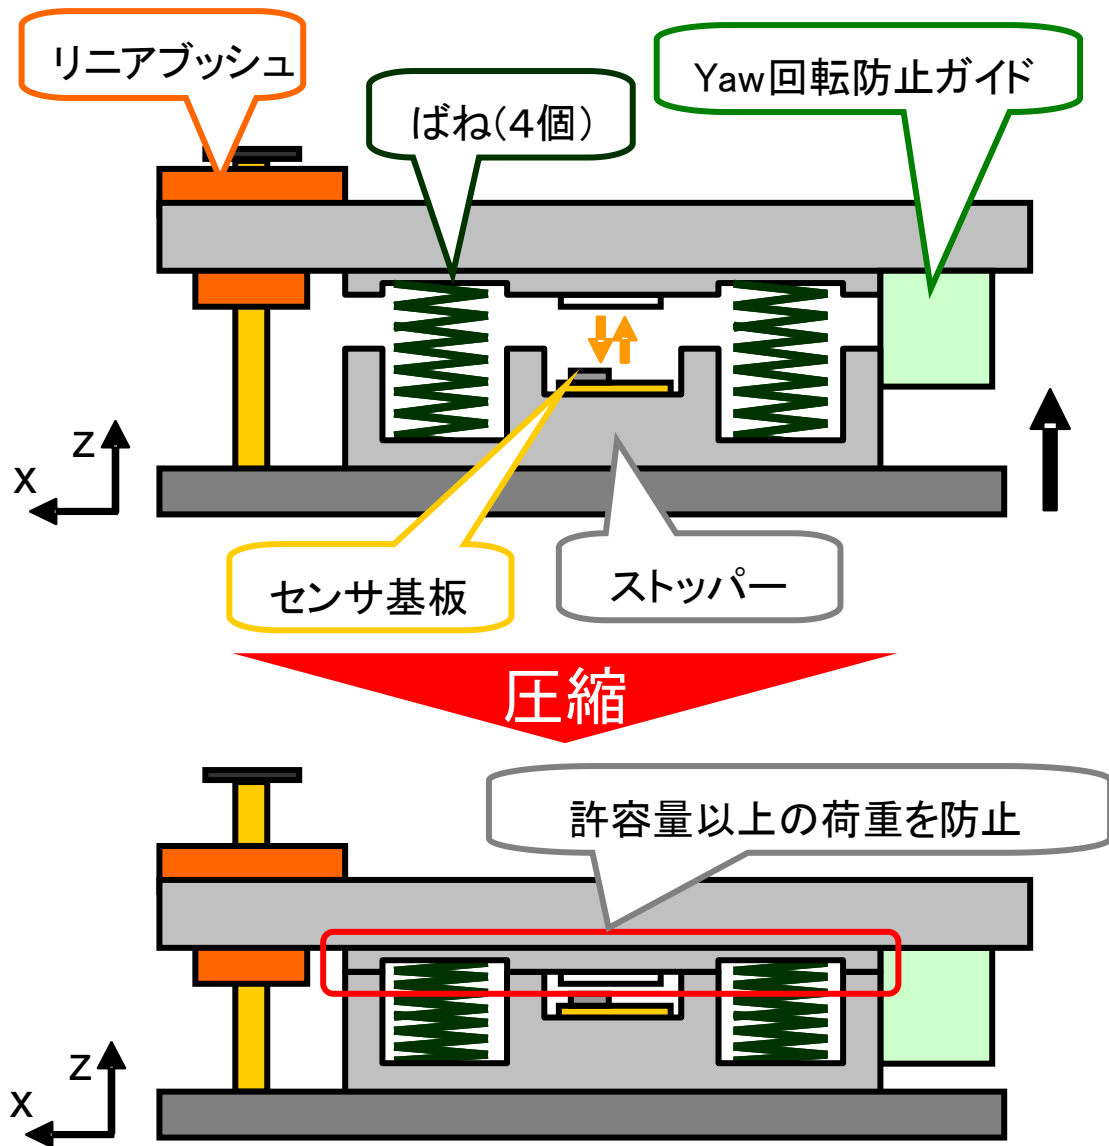 リニアブッシュ
ばね(4個)
Yaw回転防止ガイド
z
x
センサ基板
ストッパー
圧縮
許容量以上の荷重を防止
z
x